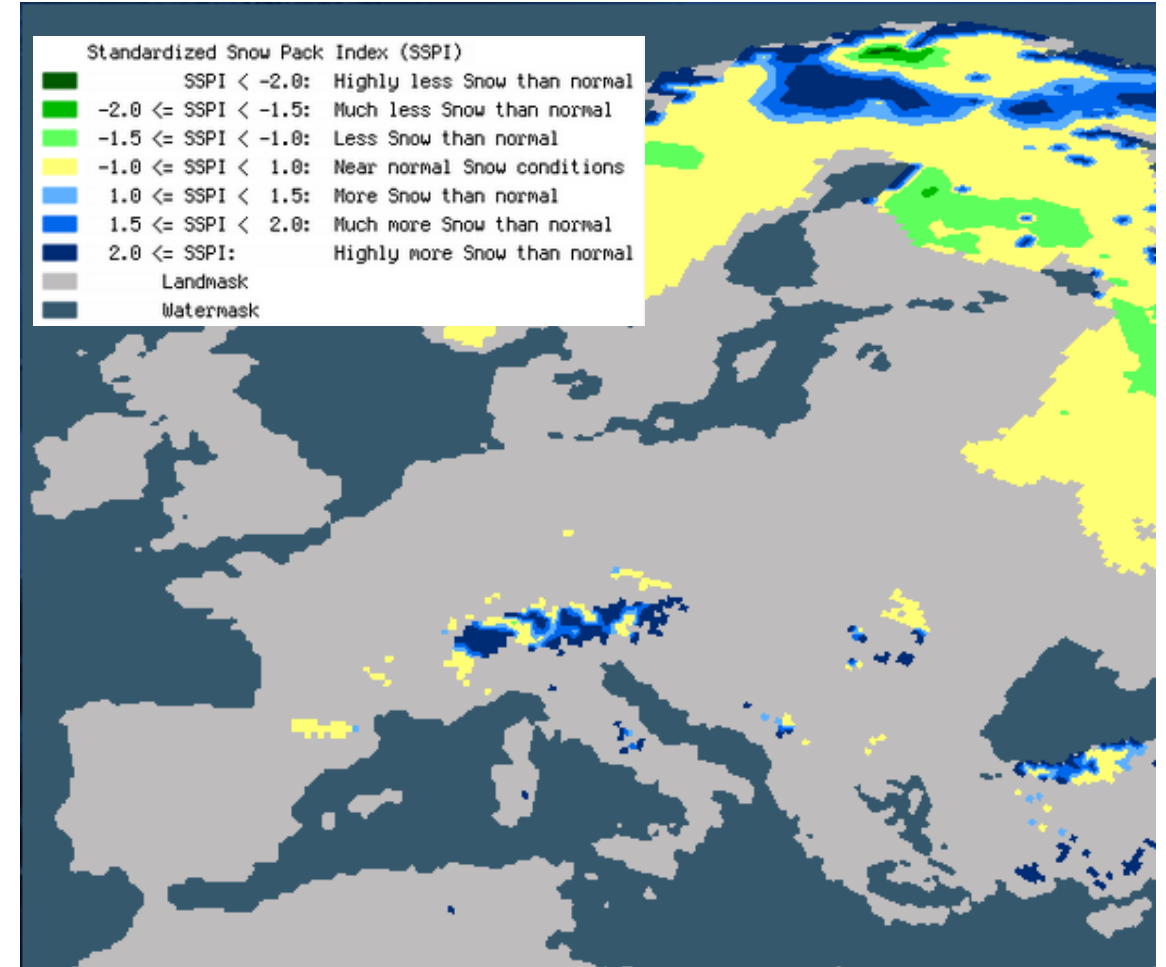 Standardized Snow Pack Index (SSPI)
SSPI < -2.0: Highly less Snow than normal
-2.0 <= SSPI < -1.5: Much less Snow than normal
-1.5 <= SSPI < -1.0: Less Snow than normal
-1.0 <= SSPI < 1.0: Near normal Snow conditions
1.0 <= SSPI < 1.5: More Snow than normal
1.5 <= SSPI < 2.0: Much more Snow than normal
2.0 <= SSPI: Highly more Snow than normal
Landmask
Watermask